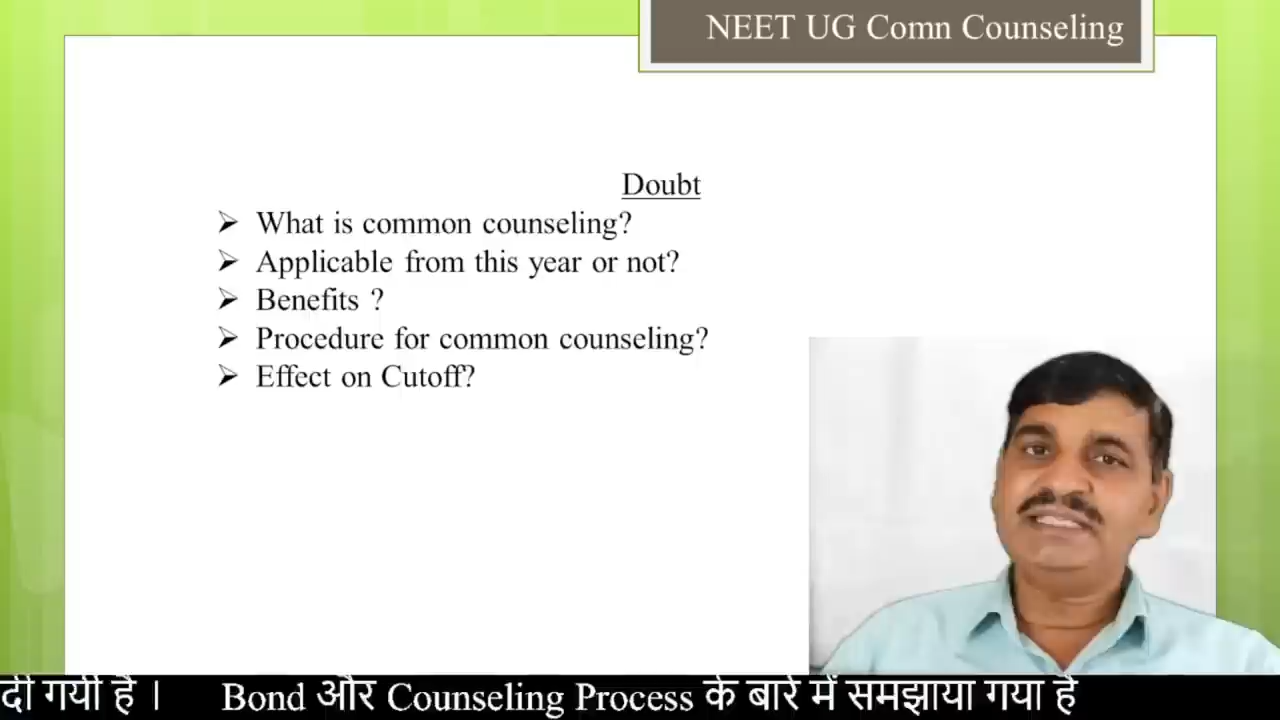 NEET UG Comn Counseling
Doubt
➢ What is common counseling?
➢ Applicable from this year or not?
➢ Benefits ?
➢ Procedure for common counseling?
➢ Effect on Cutoff?
दी गयी है । Bond और Counseling Process के बारे में समझाया गया है